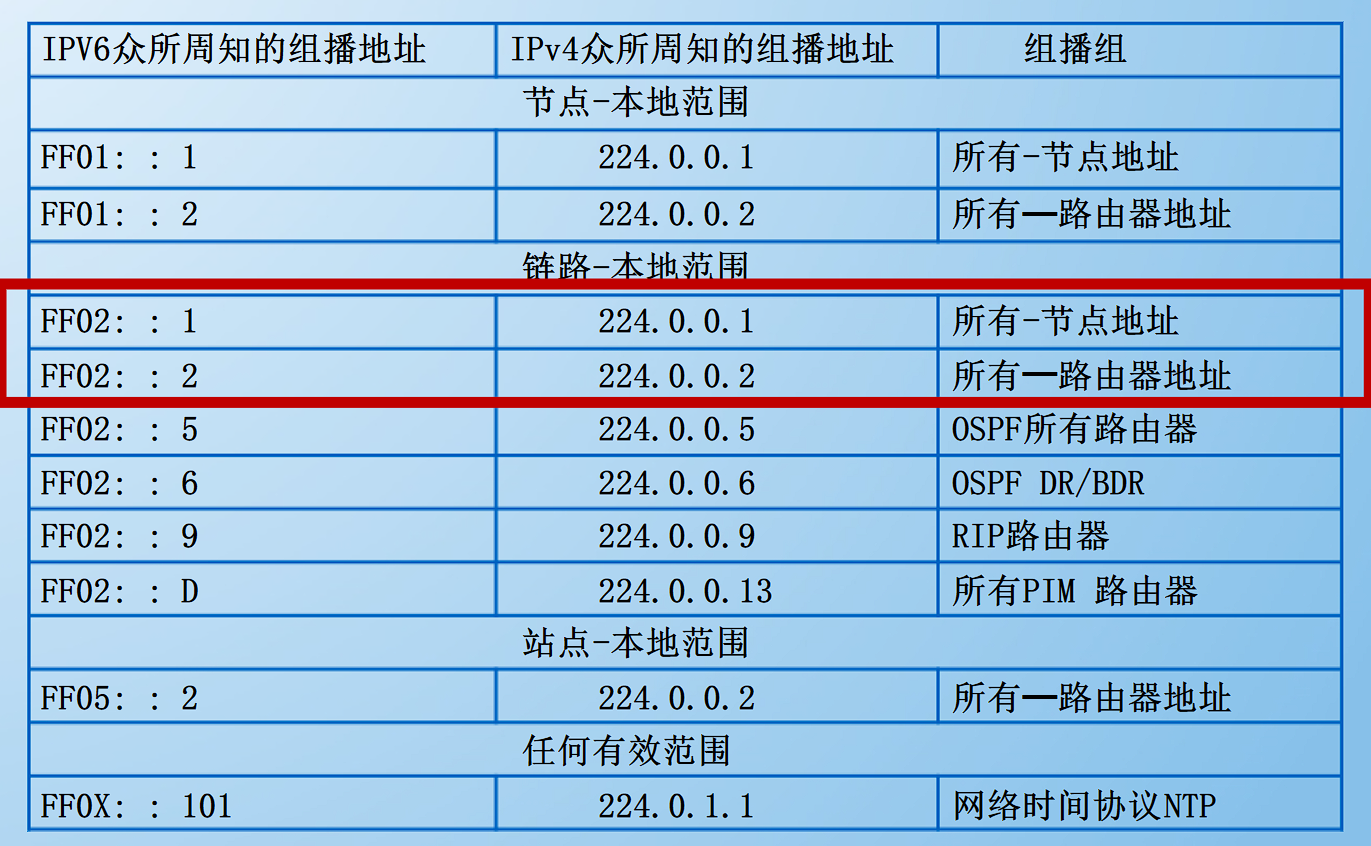 IPV6众所周知的组播地址 IPv4众所周知的组播地址 组播组
节点-本地范围
FF01: : 1 224.0.0.1 所有-节点地址
FF01: : 2 224.0.0.2 所有—路由器地址
链路-本地范围
FF02: : 1 224.0.0.1 所有-节点地址
FF02: : 2 224.0.0.2 所有—路由器地址
FF02: : 5 224.0.0.5 OSPF所有路由器
FF02: : 6 224.0.0.6 OSPF DR/BDR
FF02: : 9 224.0.0.9 RIP路由器
FF02: : D 224.0.0.13 所有PIM 路由器
站点-本地范围
FF05: : 2 224.0.0.2 所有—路由器地址
任何有效范围
FF0X: : 101 224.0.1.1 网络时间协议NTP